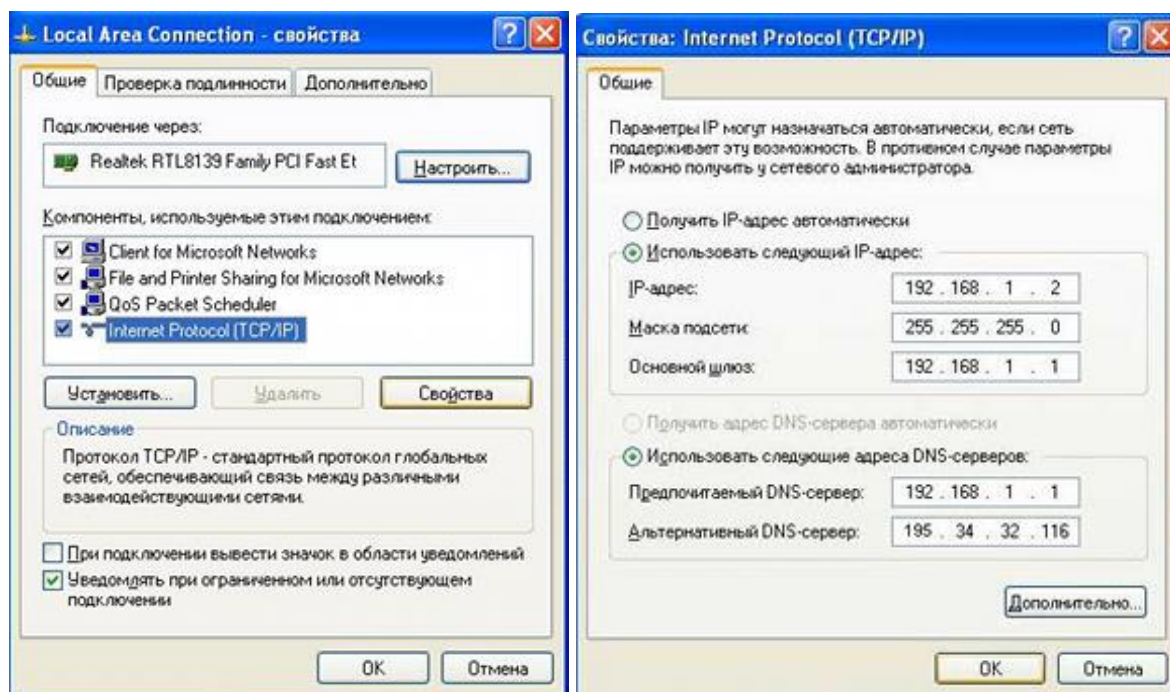 Local Area Connection - свойства
Общие
Проверка подлинности
Дополнительно
Подключение через:
Realtek RTL8139 Family PCI Fast Et
Настроить...
Компоненты, используемые этим подключением:
Client for Microsoft Networks
File and Printer Sharing for Microsoft Networks
QoS Packet Scheduler
Internet Protocol (TCP/IP)
Установить...
Удалить
Свойства
Описание
Протокол TCP/IP - стандартный протокол глобальных
сетей, обеспечивающий связь между различными
взаимодействующими сетями.
При подключении вывести значок в области уведомлений
Уведомлять при ограниченном или отсутствующем
подключении
OK
Отмена
Свойства: Internet Protocol (TCP/IP)
Общие
Параметры IP могут назначаться автоматически, если сеть
поддерживает эту возможность. В противном случае параметры
IP можно получить у сетевого администратора.
Получить IP-адрес автоматически
Использовать следующий IP-адрес:
IP-адрес:
192 . 168 . 1 . 2
Маска подсети:
255 . 255 . 255 . 0
Основной шлюз:
192 . 168 . 1 . 1
Получить адрес DNS-сервера автоматически
Использовать следующие адреса DNS-серверов:
Предпочитаемый DNS-сервер:
192 . 168 . 1 . 1
Альтернативный DNS-сервер:
195 . 34 . 32 . 116
Дополнительно...
OK
Отмена